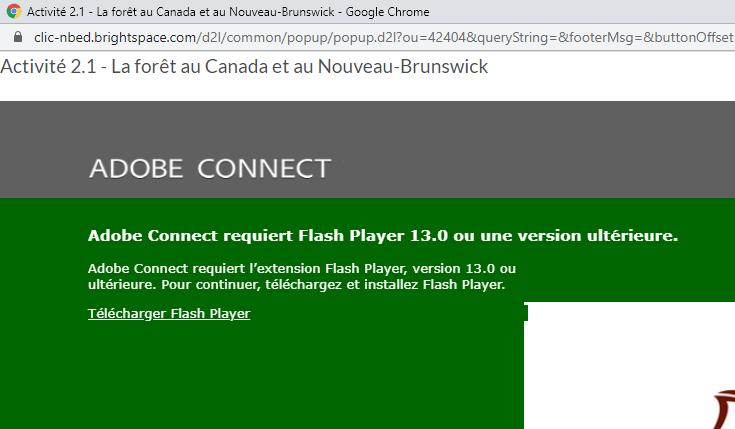 Activité 2.1 - La forêt au Canada et au Nouveau-Brunswick - Google Chrome
clic-nbed.brightspace.com/d2l/common/popup/popup.d2l?ou=42404&queryString=&footerMsg=&buttonOffset
Activité 2.1 - La forêt au Canada et au Nouveau-Brunswick
ADOBE CONNECT
Adobe Connect requiert Flash Player 13.0 ou une version ultérieure.
Adobe Connect requiert l’extension Flash Player, version 13.0 ou
ultérieure. Pour continuer, téléchargez et installez Flash Player.
Télécharger Flash Player